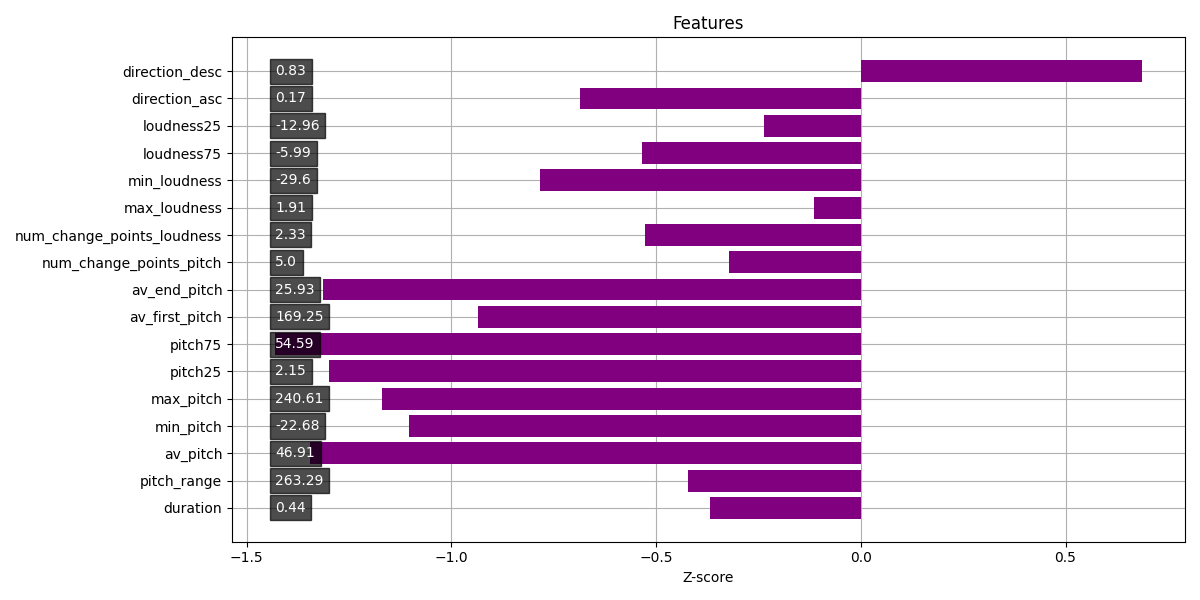 Features
direction_desc 0.83
direction_asc 0.17
loudness25 -12.96
loudness75 -5.99
min_loudness -29.6
max_loudness 1.91
num_change_points_loudness 2.33
num_change_points_pitch 5.0
av_end_pitch 25.93
av_first_pitch 169.25
pitch75 54.59
pitch25 2.15
max_pitch 240.61
min_pitch -22.68
av_pitch 46.91
pitch_range 263.29
duration 0.44
−1.5 −1.0 −0.5 0.0 0.5
Z-score